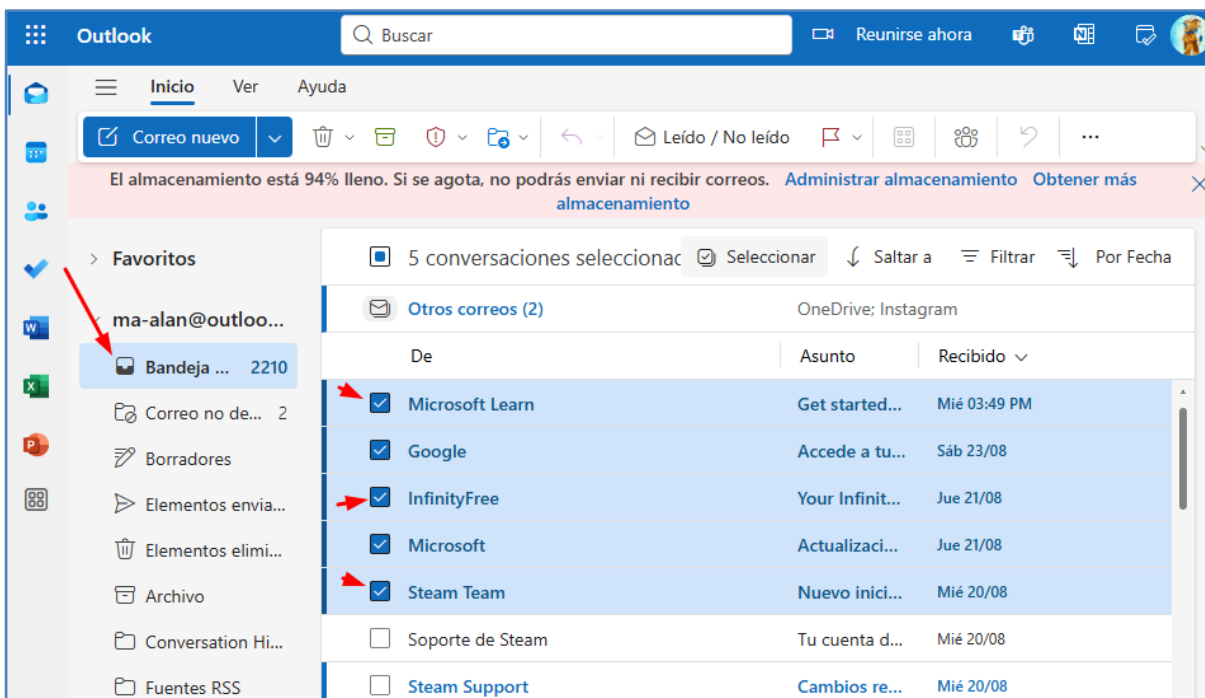 Outlook
Buscar
Reunirse ahora
Inicio Ver Ayuda
Correo nuevo
Leído / No leído
El almacenamiento está 94% lleno. Si se agota, no podrás enviar ni recibir correos. Administrar almacenamiento Obtener más
almacenamiento
Favoritos
5 conversaciones seleccionad Seleccionar Saltar a Filtrar Por Fecha
ma-alan@outloo...
Otros correos (2) OneDrive; Instagram
De Asunto Recibido
Bandeja ... 2210
Microsoft Learn Get started... Mié 03:49 PM
Correo no de... 2
Google Accede a tu... Sáb 23/08
Borradores
InfinityFree Your Infinit... Jue 21/08
Elementos envia...
Microsoft Actualizaci... Jue 21/08
Elementos elimi...
Steam Team Nuevo inici... Mié 20/08
Archivo
Soporte de Steam Tu cuenta d... Mié 20/08
Conversation Hi...
Steam Support Cambios re... Mié 20/08
Fuentes RSS